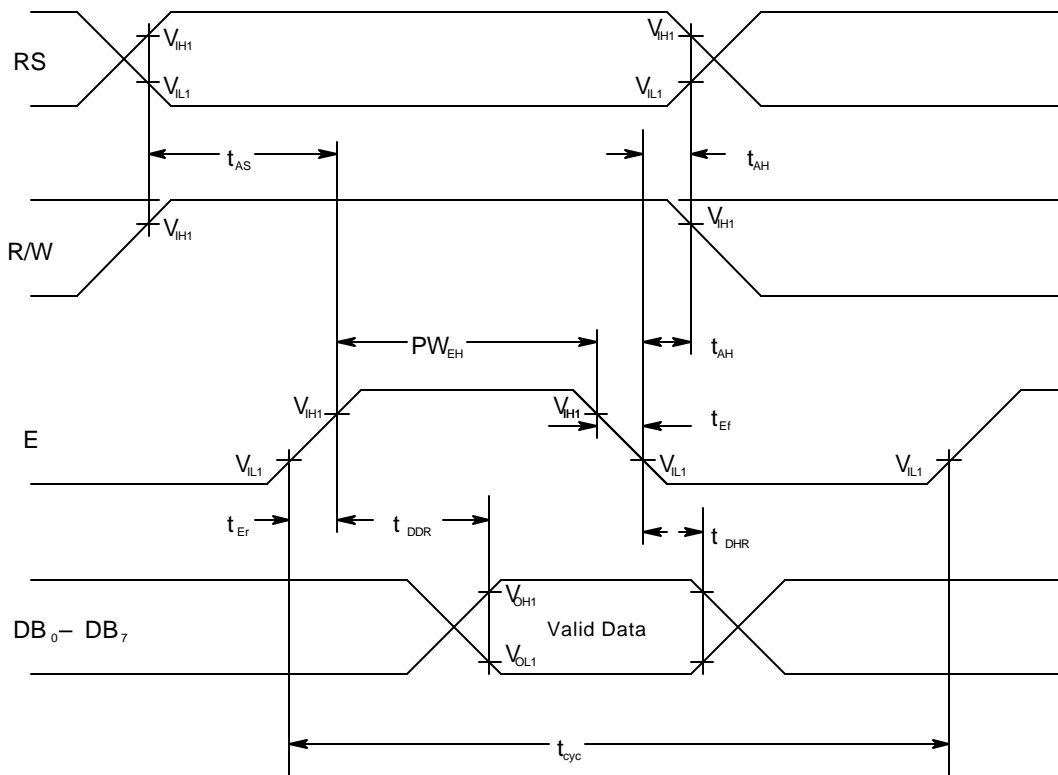 RS
V_IH1
V_IL1
V_IH1
V_IL1
t_AS
t_AH
R/W
V_IH1
V_IH1
PW_EH
t_AH
E
V_IH1
V_IL1
V_IH1
t_Ef
V_IL1
V_IL1
t_Er
t_DDR
t_DHR
DB_0– DB_7
V_OH1
Valid Data
V_OL1
t_cyc